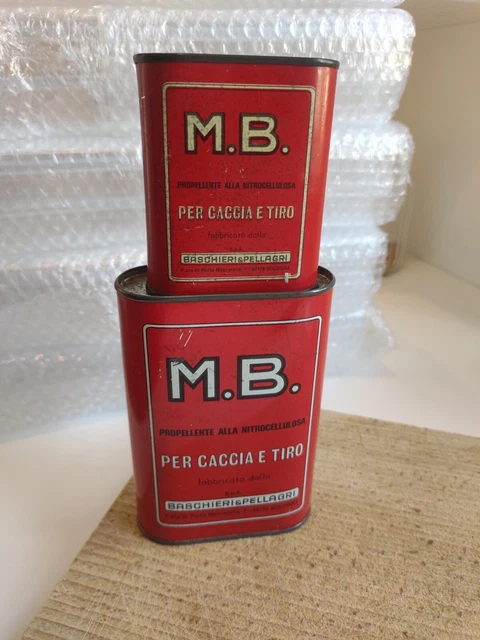 M.B.
PROPELLENTE ALLA NITROCELLULOSA
PER CACCIA E TIRO
fabbricato dalla
S.p.A.
BASCHIERI & PELLAGRI
M.B.
PROPELLENTE ALLA NITROCELLULOSA
PER CACCIA E TIRO
fabbricato dalla
S.p.A.
BASCHIERI & PELLAGRI